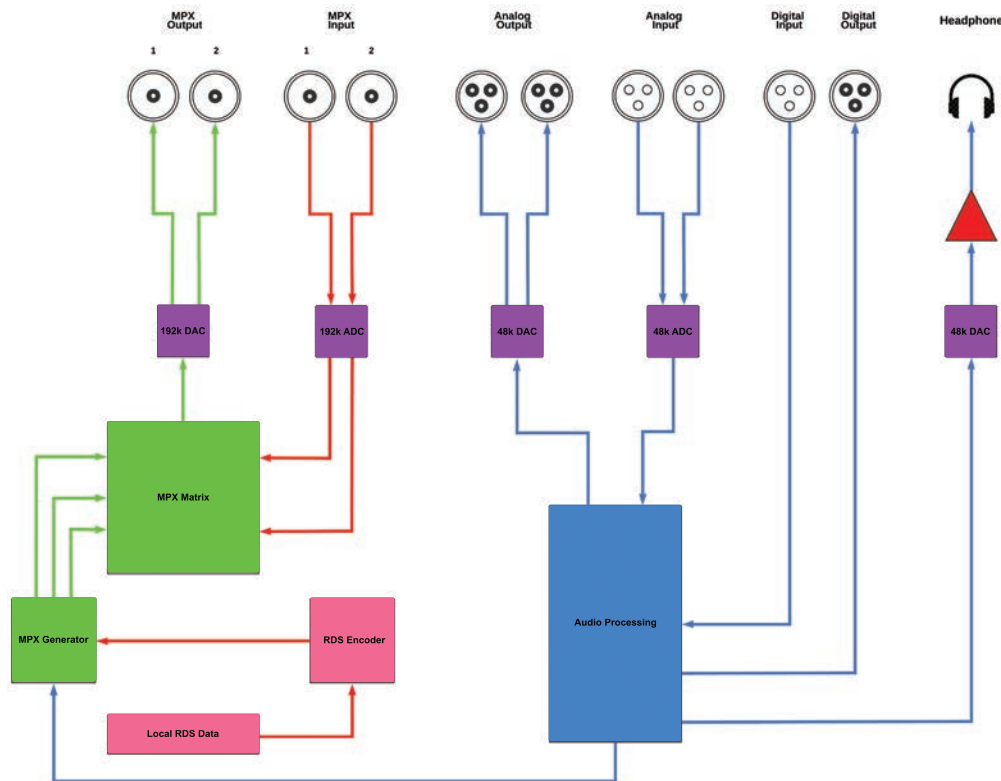 MPX
Output
MPX
Input
Analog
Output
Analog
Input
Digital
Input
Digital
Output
Headphone
1
2
1
2
192k DAC
192k ADC
48k DAC
48k ADC
48k DAC
MPX Matrix
MPX Generator
RDS Encoder
Audio Processing
Local RDS Data